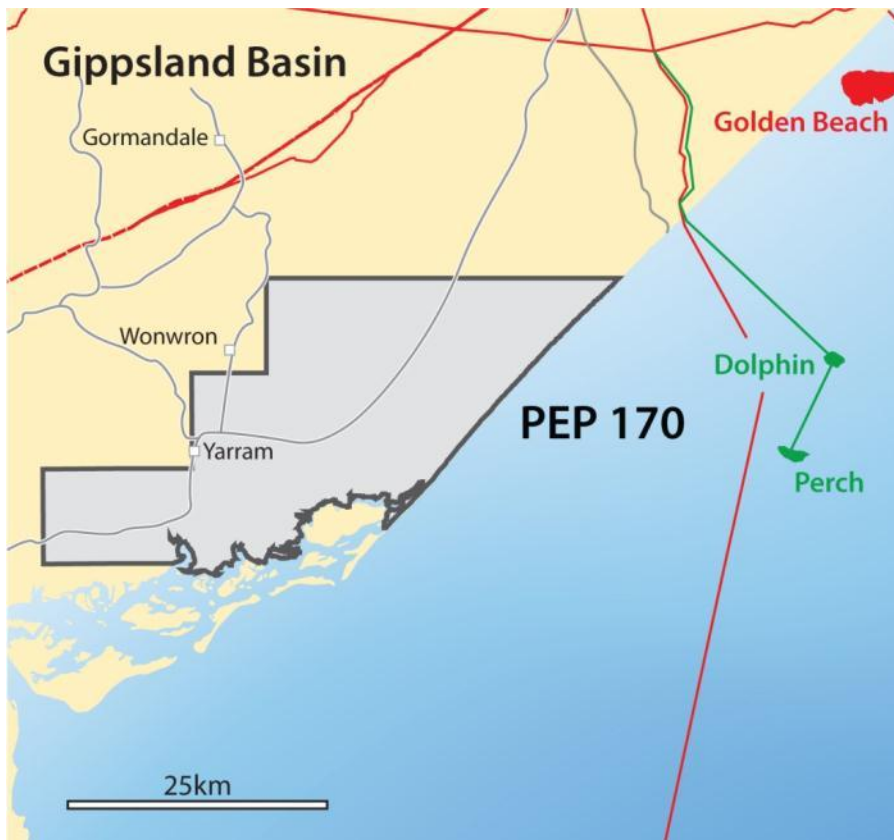 Gippsland Basin
Gormandale
Golden Beach
Wonwron
Dolphin
PEP 170
Yarram
Perch
25km